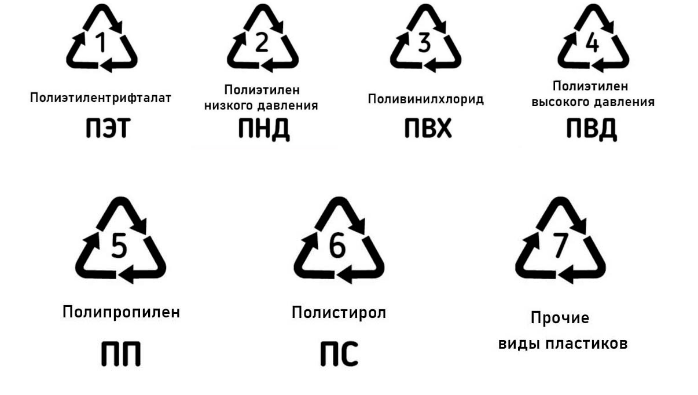 1
2
3
4
Полиэтилентрифталат
Полиэтилен
низкого давления
Поливинилхлорид
Полиэтилен
высокого давления
ПЭТ
ПНД
ПВХ
ПВД
5
6
7
Полипропилен
Полистирол
Прочие
виды пластиков
ПП
ПС